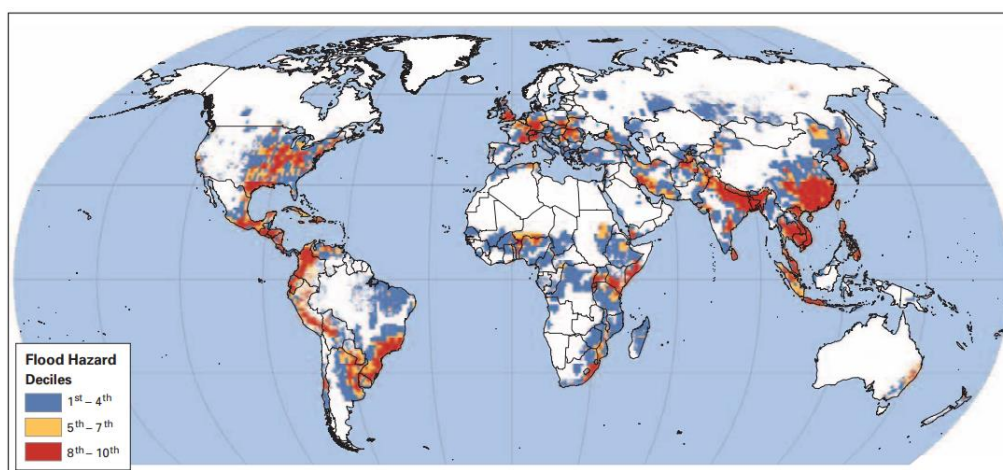 Flood Hazard
Deciles
1st – 4th
5th – 7th
8th – 10th